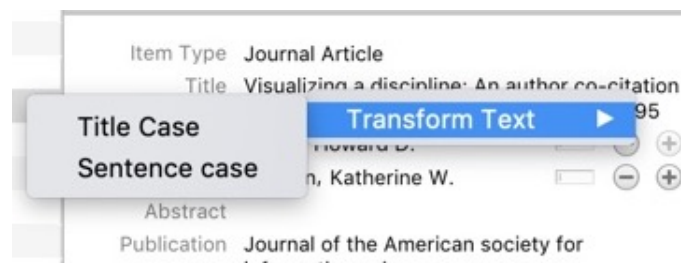 Item Type Journal Article
Title Visualizing a discipline: An author co-citation
Transform Text
95
Title Case
Howard D.
Sentence case
Katherine W.
Abstract
Publication Journal of the American society for